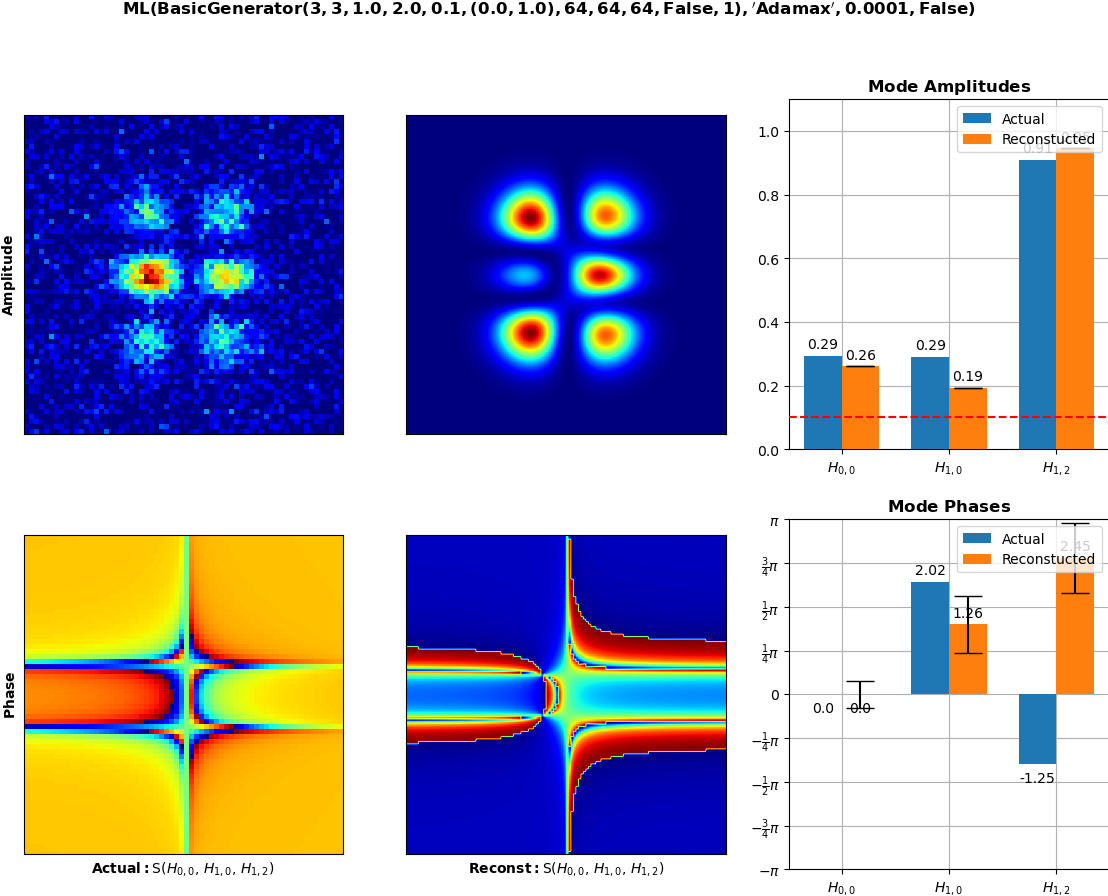 ML(BasicGenerator(3, 3, 1.0, 2.0, 0.1, (0.0, 1.0), 64, 64, 64, False, 1), ′Adamax′, 0.0001, False)
Amplitude
Mode Amplitudes
Actual
Reconstucted
1.0
0.8
0.6
0.4
0.2
0.0
0.29
0.26
0.29
0.19
0.91
0.95
H₀,₀
H₁,₀
H₁,₂
Phase
Actual: S(H₀,₀, H₁,₀, H₁,₂)
Reconst: S(H₀,₀, H₁,₀, H₁,₂)
Mode Phases
Actual
Reconstucted
π
3/4π
1/2π
1/4π
0
−1/4π
−1/2π
−3/4π
−π
0.0
0.0
2.02
1.26
-1.25
2.45
H₀,₀
H₁,₀
H₁,₂